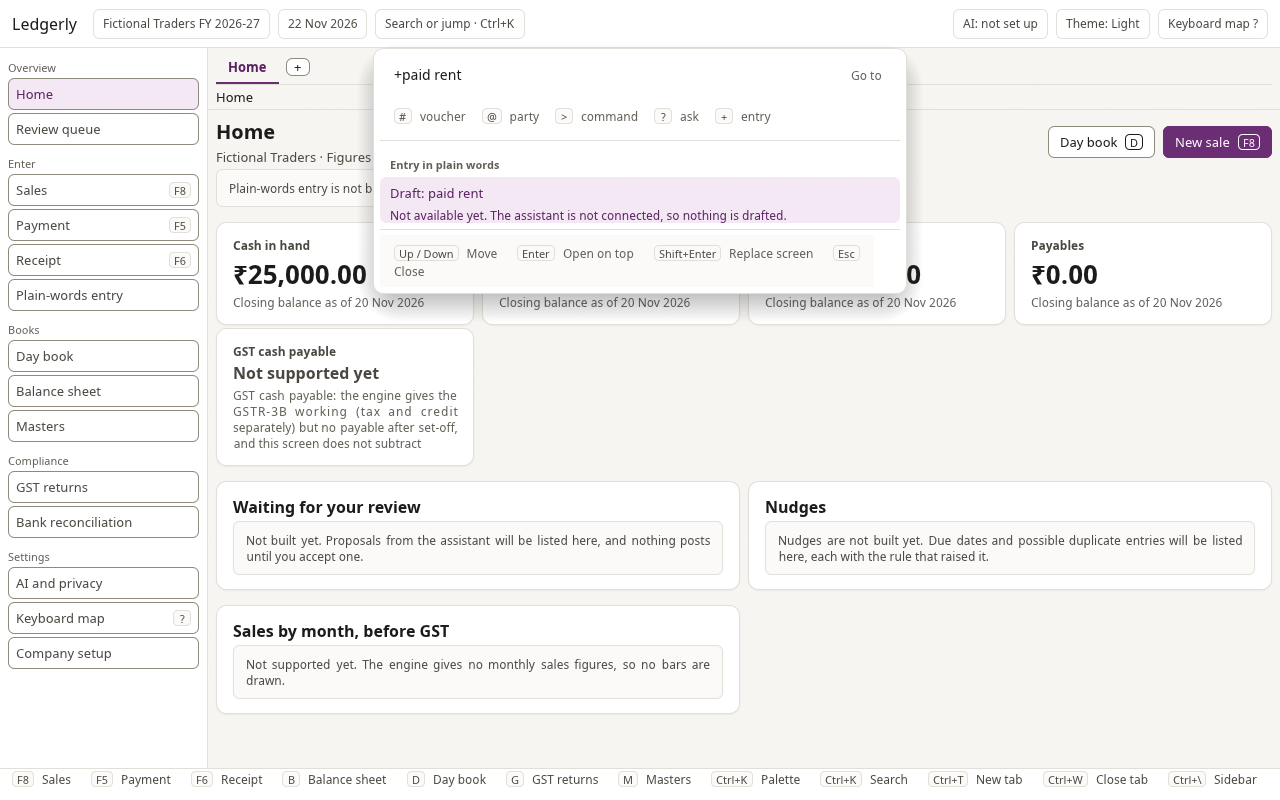 Ledgerly
Fictional Traders FY 2026-27
22 Nov 2026
Search or jump · Ctrl+K
AI: not set up
Theme: Light
Keyboard map ?
Overview
Home
Review queue
Enter
Sales F8
Payment F5
Receipt F6
Plain-words entry
Books
Day book
Balance sheet
Masters
Compliance
GST returns
Bank reconciliation
Settings
AI and privacy
Keyboard map ?
Company setup
Home +
Home
Home
Fictional Traders · Figures
Day book D
New sale F8
Plain-words entry is not b
+paid rent
Go to
# voucher @ party > command ? ask + entry
Entry in plain words
Draft: paid rent
Not available yet. The assistant is not connected, so nothing is drafted.
Up / Down Move Enter Open on top Shift+Enter Replace screen Esc
Close
Cash in hand
₹25,000.00
Closing balance as of 20 Nov 2026
Closing balance as of 20 Nov 2026
0
Closing balance as of 20 Nov 2026
Payables
₹0.00
Closing balance as of 20 Nov 2026
GST cash payable
Not supported yet
GST cash payable: the engine gives the
GSTR-3B working (tax and credit
separately) but no payable after set-off,
and this screen does not subtract
Waiting for your review
Not built yet. Proposals from the assistant will be listed here, and nothing posts
until you accept one.
Nudges
Nudges are not built yet. Due dates and possible duplicate entries will be listed
here, each with the rule that raised it.
Sales by month, before GST
Not supported yet. The engine gives no monthly sales figures, so no bars are
drawn.
F8 Sales F5 Payment F6 Receipt B Balance sheet D Day book G GST returns M Masters Ctrl+K Palette Ctrl+K Search Ctrl+T New tab Ctrl+W Close tab Ctrl+\ Sidebar